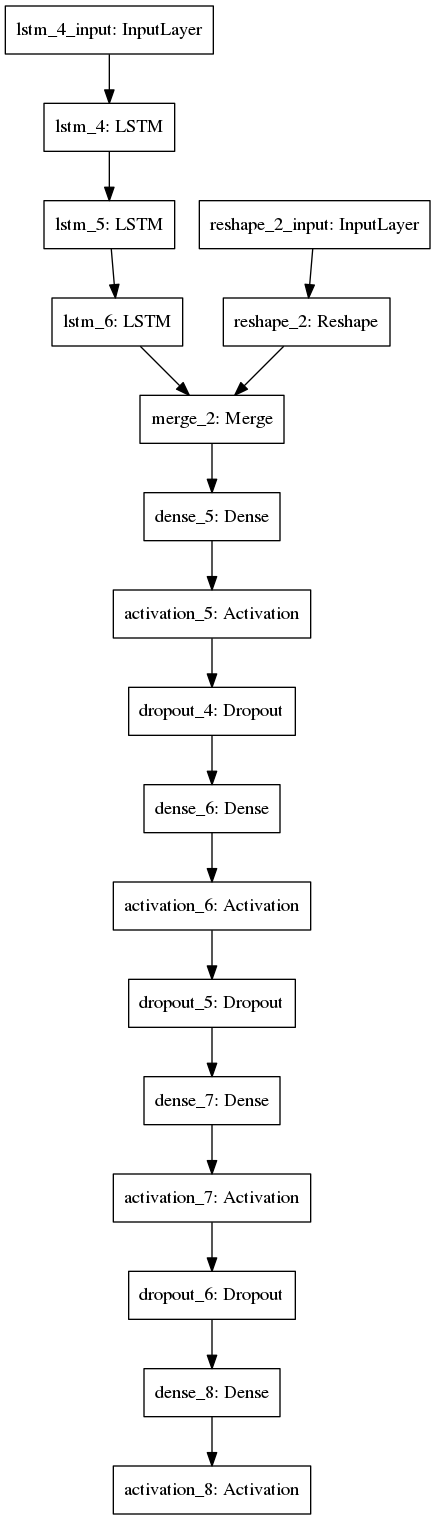 lstm_4_input: InputLayer
lstm_4: LSTM
lstm_5: LSTM
reshape_2_input: InputLayer
lstm_6: LSTM
reshape_2: Reshape
merge_2: Merge
dense_5: Dense
activation_5: Activation
dropout_4: Dropout
dense_6: Dense
activation_6: Activation
dropout_5: Dropout
dense_7: Dense
activation_7: Activation
dropout_6: Dropout
dense_8: Dense
activation_8: Activation